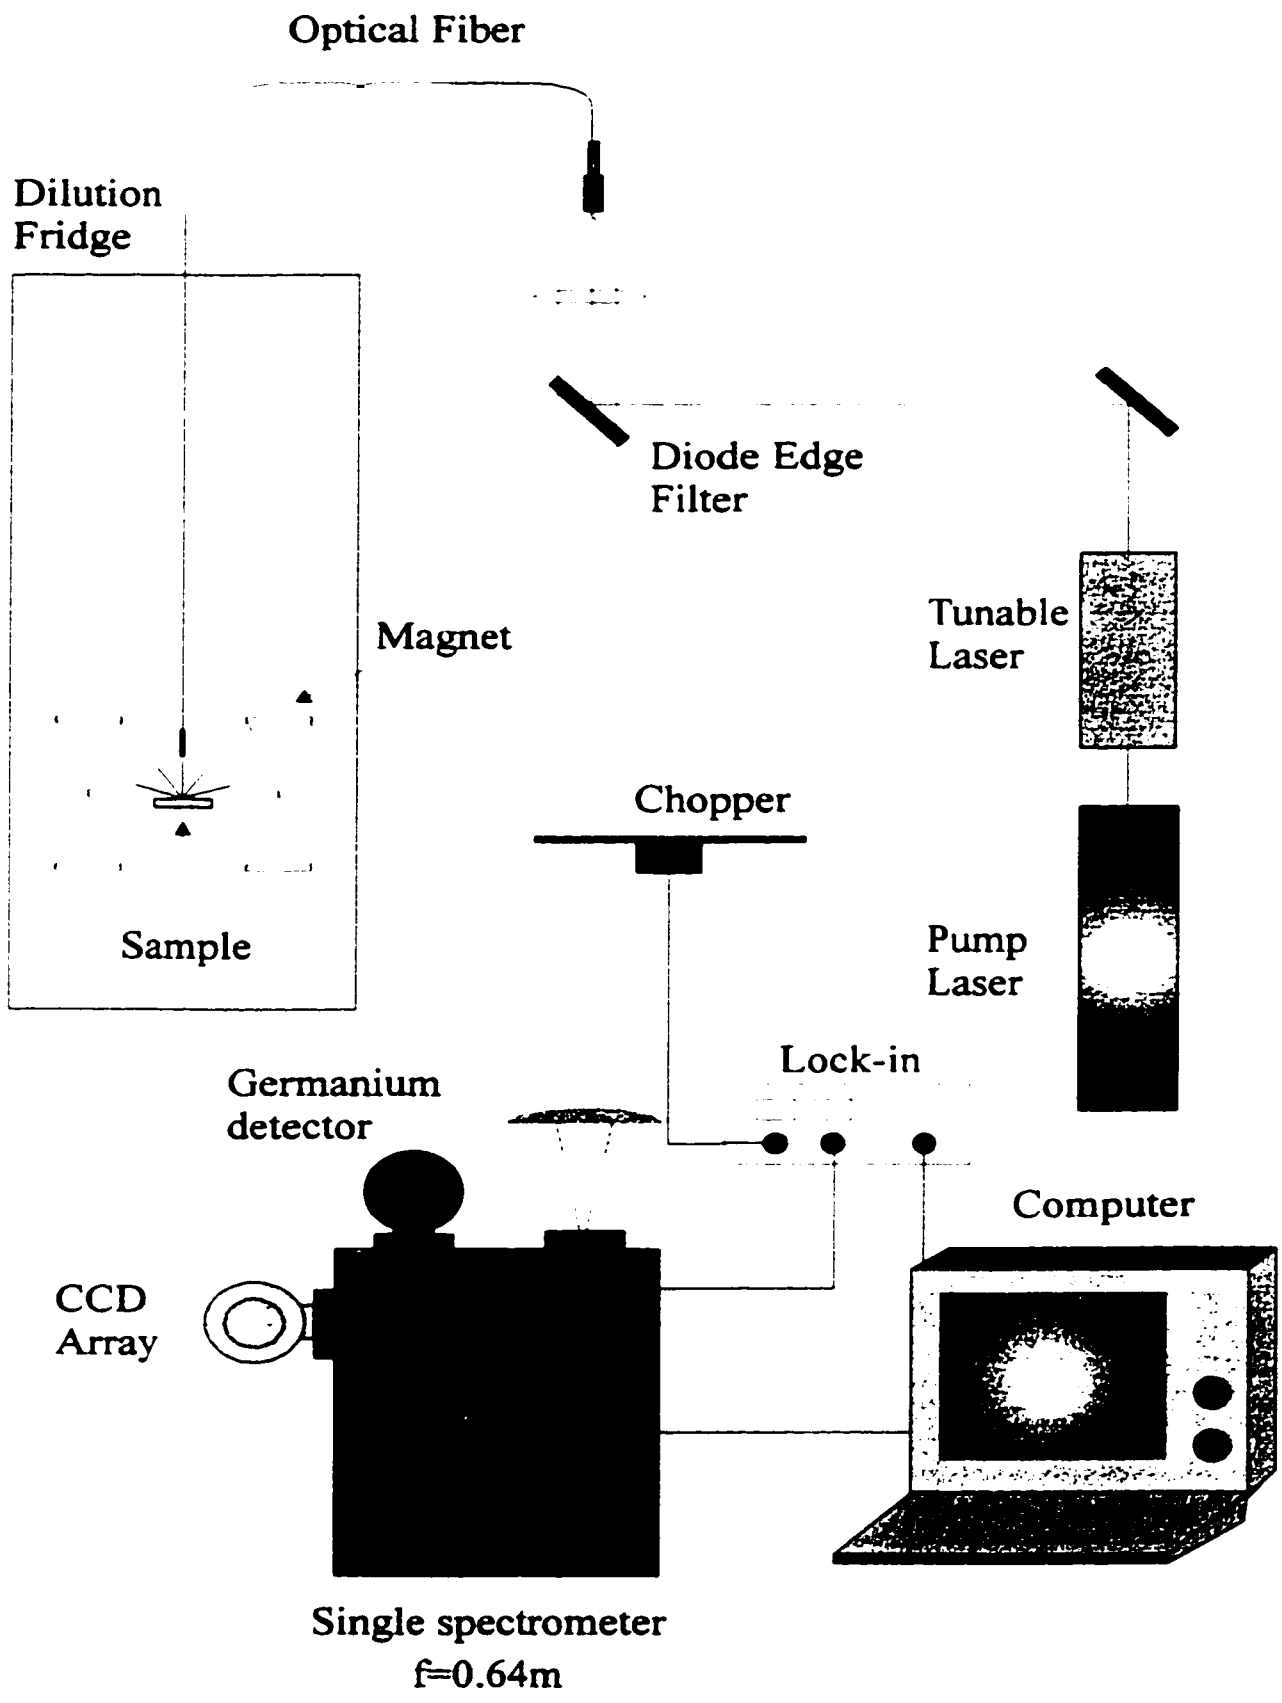 Optical Fiber
Dilution
Fridge
Diode Edge
Filter
Tunable
Laser
Magnet
Chopper
Sample
Pump
Laser
Lock-in
Germanium
detector
Computer
CCD
Array
Single spectrometer
f=0.64m